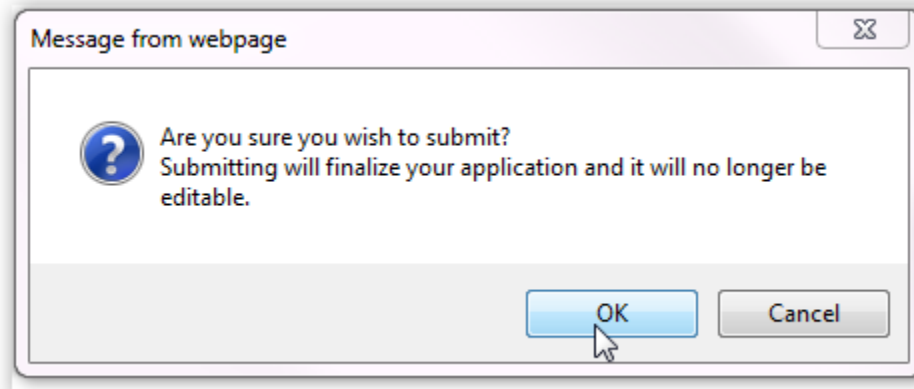 Message from webpage
Are you sure you wish to submit?
Submitting will finalize your application and it will no longer be
editable.
OK
Cancel